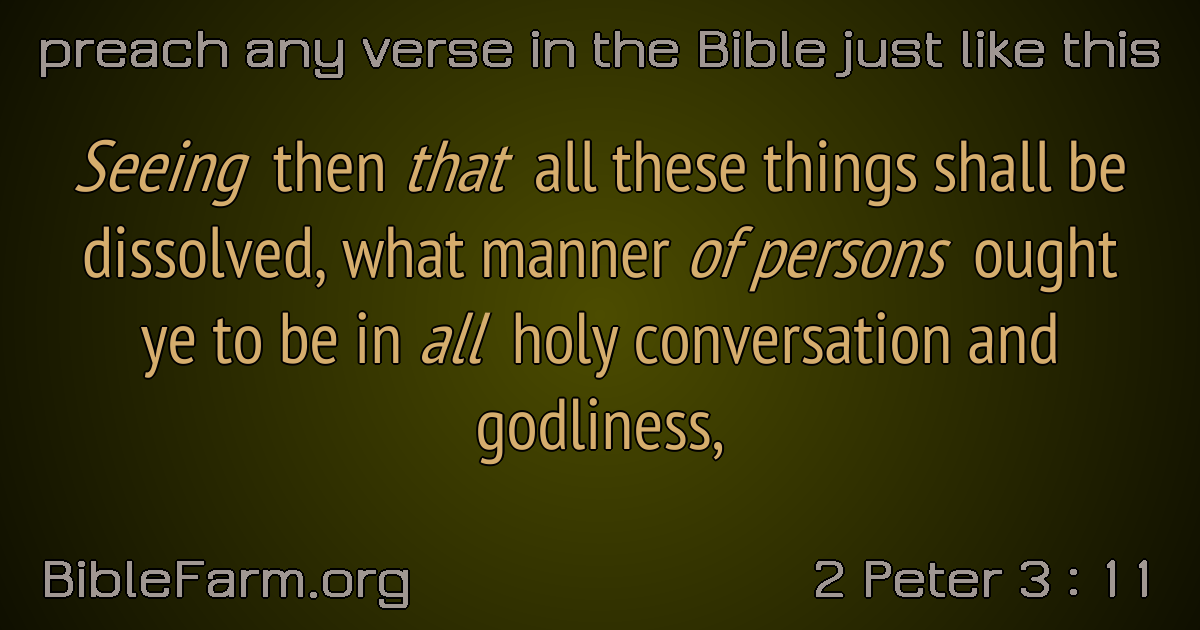 preach any verse in the Bible just like this
Seeing then that all these things shall be
dissolved, what manner of persons ought
ye to be in all holy conversation and
godliness,
BibleFarm.org
2 Peter 3 : 11